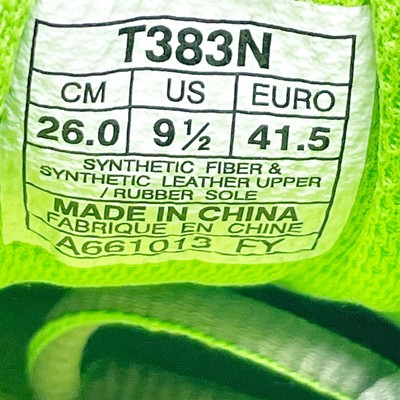 T383N
CM US EURO
26.0 9½ 41.5
SYNTHETIC FIBER &
SYNTHETIC LEATHER UPPER
/ RUBBER SOLE
MADE IN CHINA
FABRIQUE EN CHINE
A661013 FY